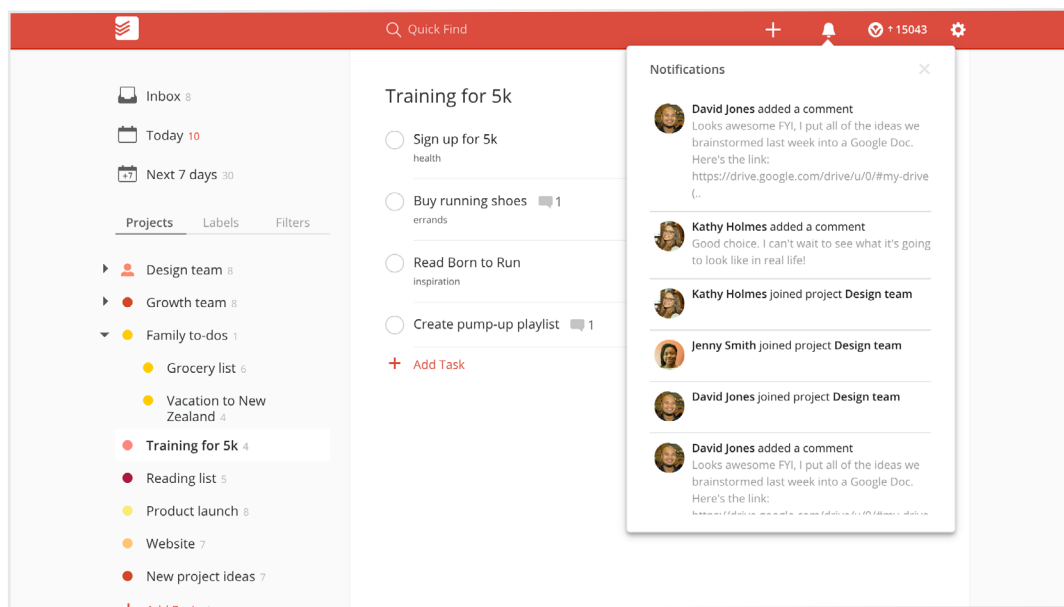 Quick Find
↑15043
Inbox 8
Today 10
+7
Next 7 days 30
Projects Labels Filters
Design team 8
Growth team 8
Family to-dos 1
Grocery list 6
Vacation to New
Zealand 4
Training for 5k 4
Reading list 5
Product launch 8
Website 7
New project ideas 7
Training for 5k
Sign up for 5k
health
Buy running shoes 1
errands
Read Born to Run
inspiration
Create pump-up playlist 1
+ Add Task
Notifications
David Jones added a comment
Looks awesome FYI, I put all of the ideas we
brainstormed last week into a Google Doc.
Here's the link:
https://drive.google.com/drive/u/0/#my-drive
(..
Kathy Holmes added a comment
Good choice. I can't wait to see what it's going
to look like in real life!
Kathy Holmes joined project Design team
Jenny Smith joined project Design team
David Jones joined project Design team
David Jones added a comment
Looks awesome FYI, I put all of the ideas we
brainstormed last week into a Google Doc.
Here's the link: